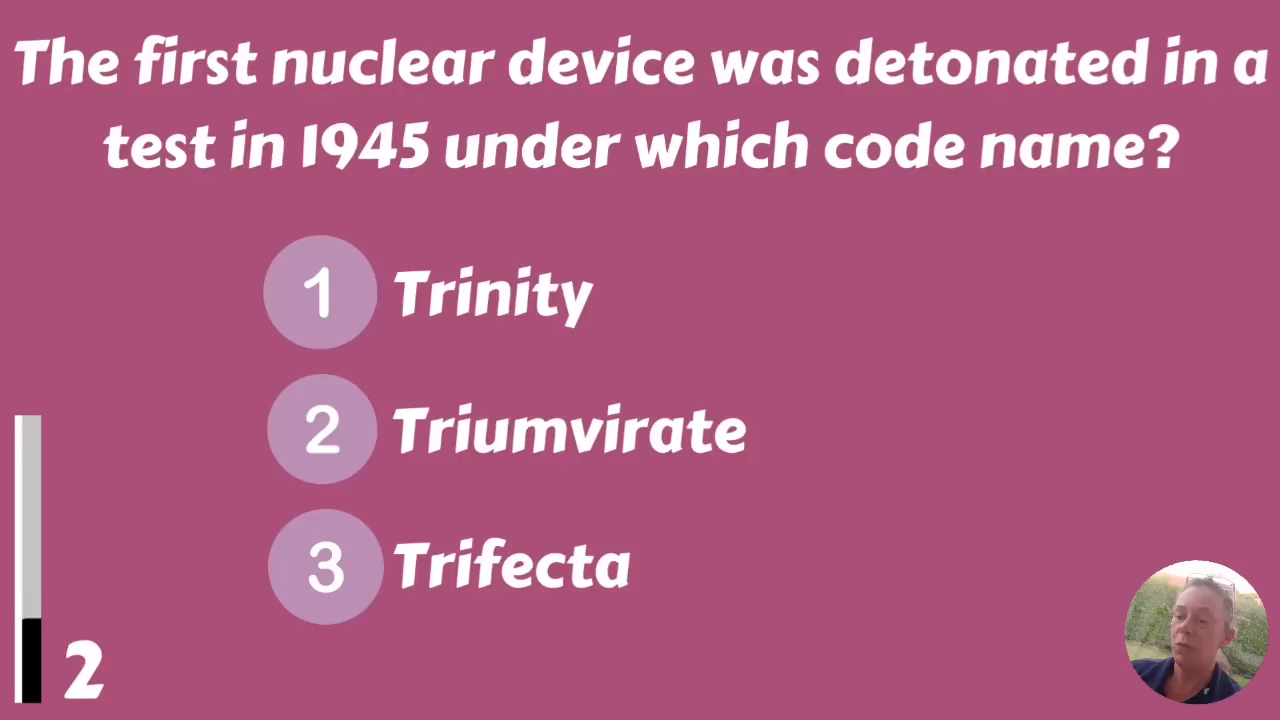 The first nuclear device was detonated in a
test in 1945 under which code name?
1 Trinity
2 Triumvirate
3 Trifecta
2